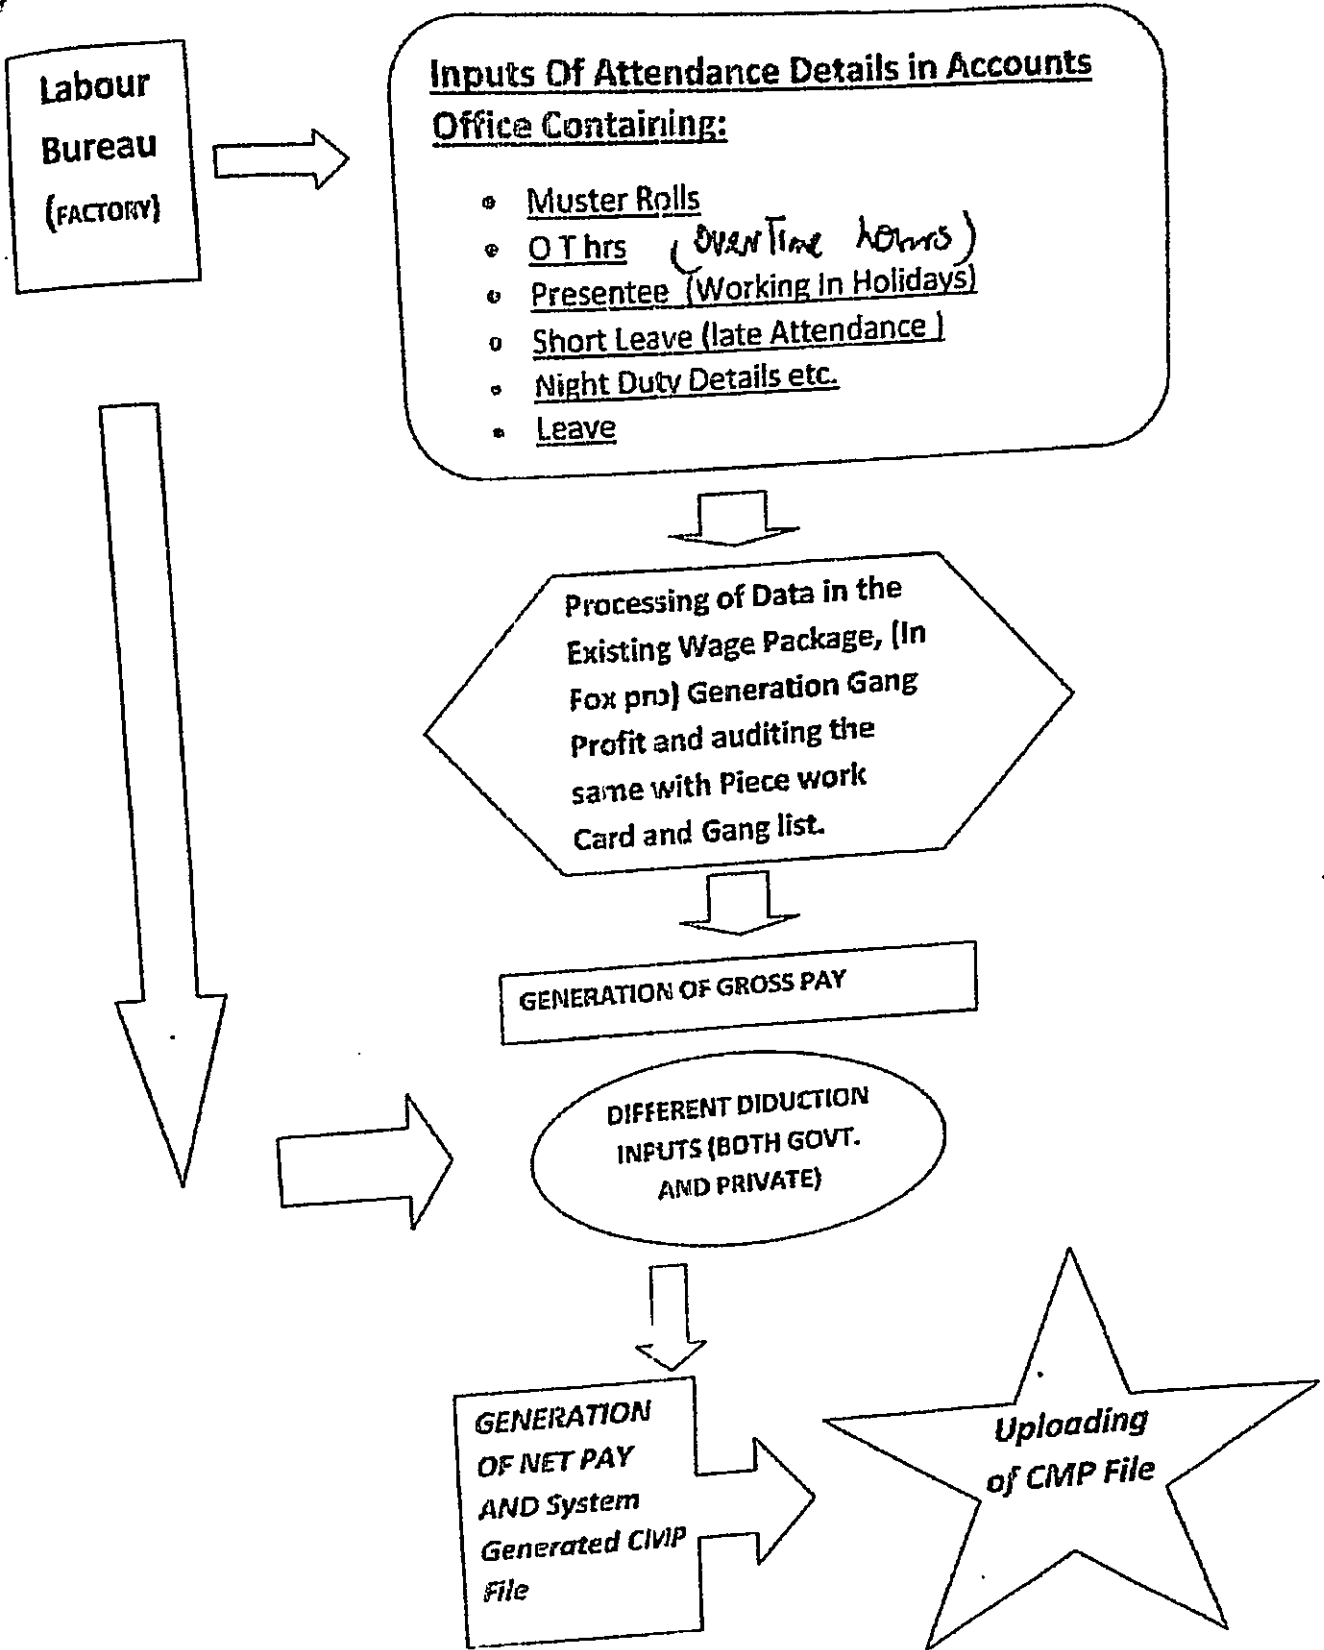 Labour
Bureau
(FACTORY)
Inputs Of Attendance Details in Accounts
Office Containing:
• Muster Rolls
• O T hrs (overTime hours)
• Presentee (Working In Holidays)
• Short Leave (late Attendance )
• Night Duty Details etc.
• Leave
Processing of Data in the
Existing Wage Package, (In
Fox pro) Generation Gang
Profit and auditing the
same with Piece work
Card and Gang list.
GENERATION OF GROSS PAY
DIFFERENT DIDUCTION
INPUTS (BOTH GOVT.
AND PRIVATE)
GENERATION
OF NET PAY
AND System
Generated CMP
File
Uploading
of CMP File